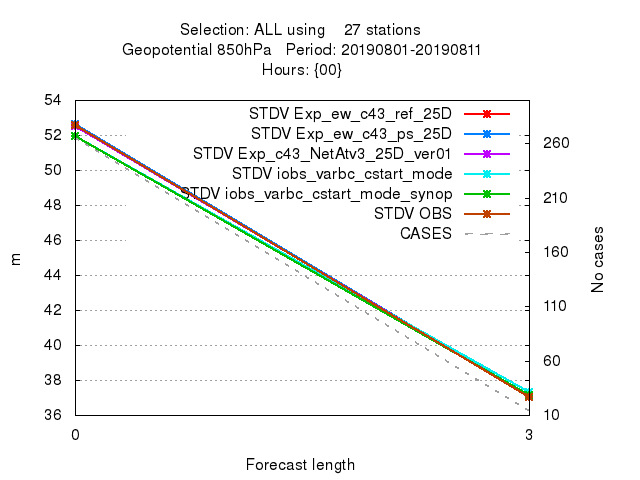 Selection: ALL using    27 stations
Geopotential 850hPa   Period: 20190801-20190811
Hours: {00}
54
52
50
48
46
44
42
40
38
36
m
STDV Exp_ew_c43_ref_25D
STDV Exp_ew_c43_ps_25D
STDV Exp_c43_NetAtv3_25D_ver01
STDV iobs_varbc_cstart_mode
STDV iobs_varbc_cstart_mode_synop
STDV OBS
CASES
260
210
160
110
60
10
No cases
0
3
Forecast length